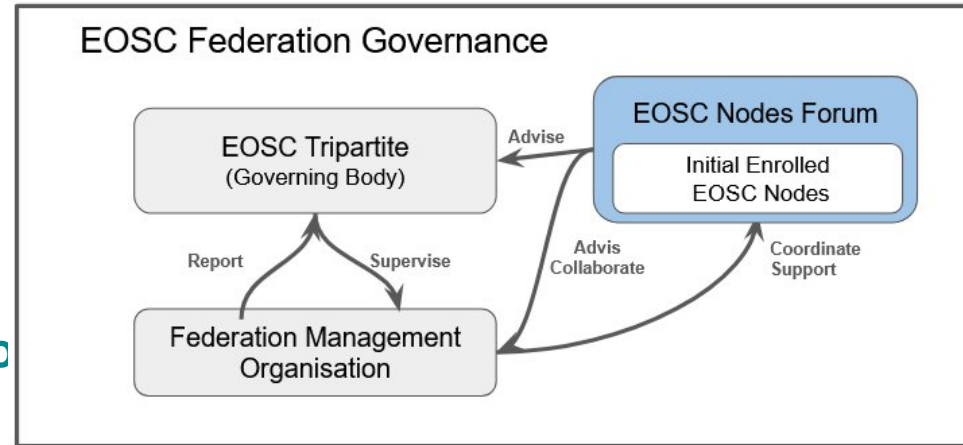 EOSC Federation Governance
EOSC Nodes Forum
Initial Enrolled
EOSC Nodes
EOSC Tripartite
(Governing Body)
Advise
Report
Supervise
Advis
Collaborate
Coordinate
Support
Federation Management
Organisation